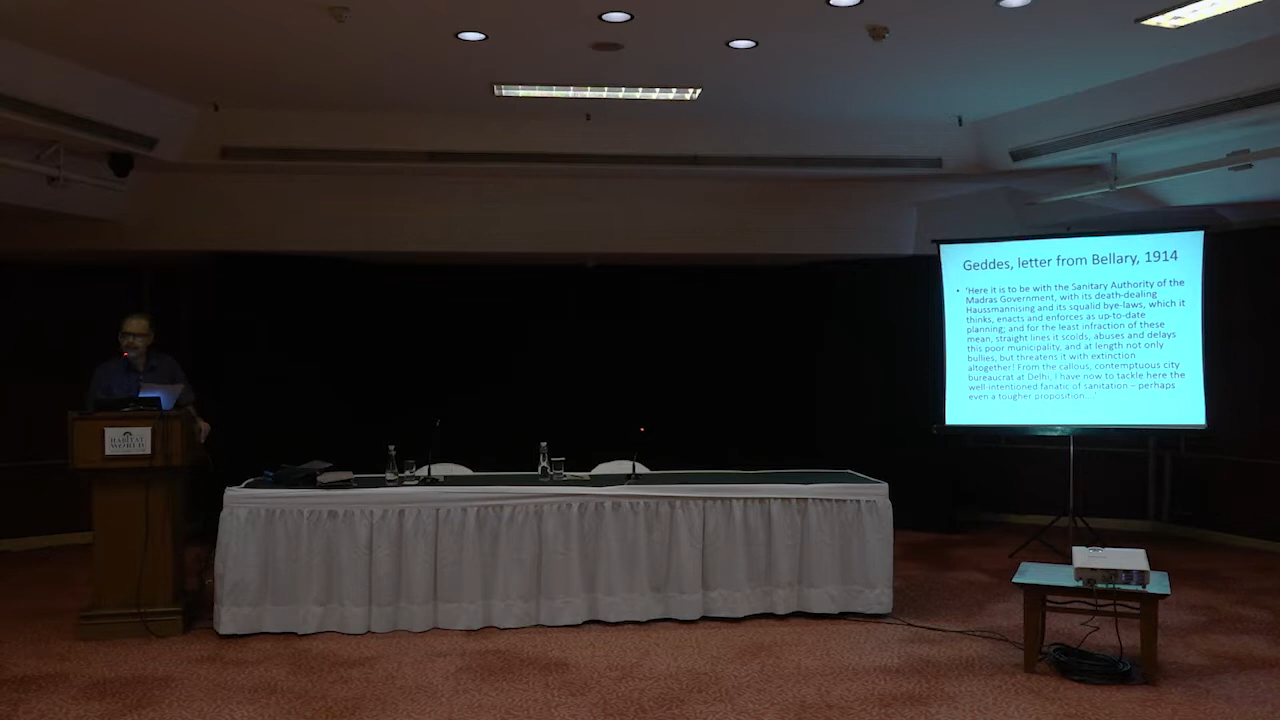 HABITAT
WORLD
Geddes, letter from Bellary, 1914
• 'Here it is to be with the Sanitary Authority of the
Madras Government, with its death-dealing
Haussmannising and its squalid bye-laws, which it
thinks, enacts and enforces as up-to-date
planning; and for the least infraction of these
mean, straight lines it scolds, abuses and delays
this poor municipality, and at length not only
bullies, but threatens it with extinction
altogether! From the callous, contemptuous city
bureaucrat at Delhi, I have now to tackle here the
well-intentioned fanatic of sanitation – perhaps
even a tougher proposition...'